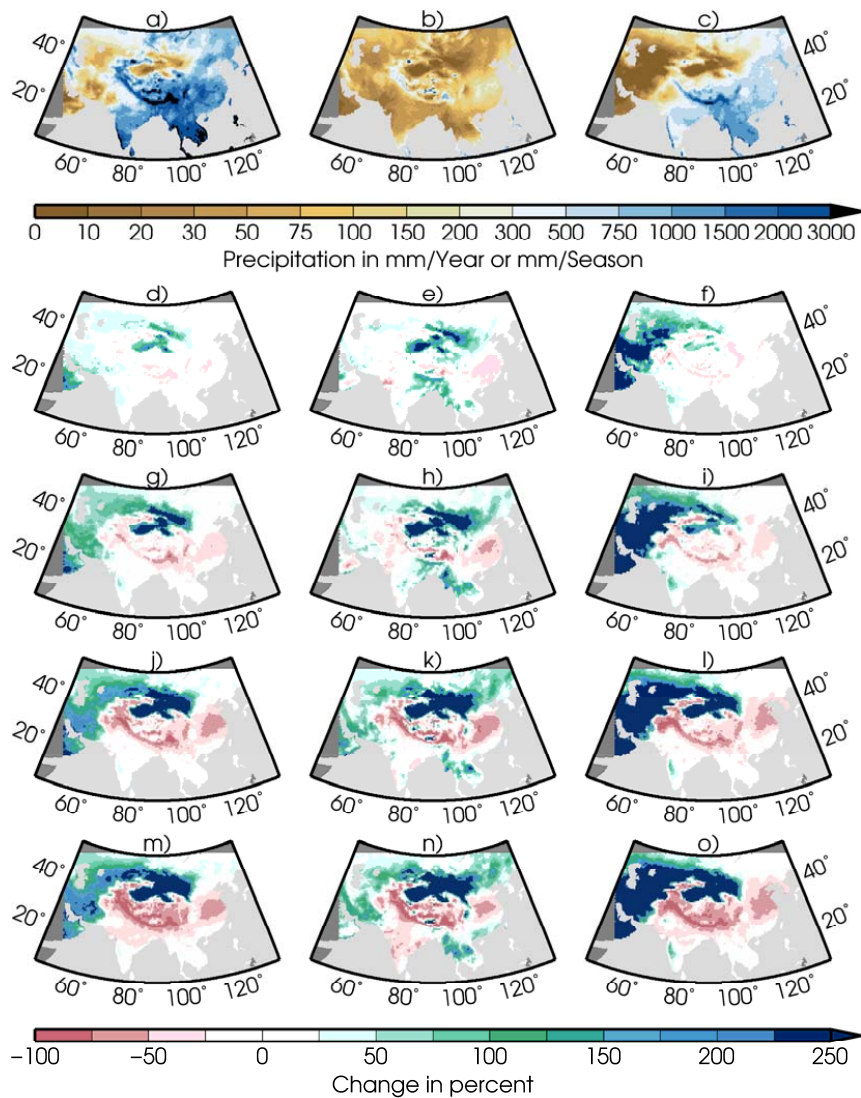 a) b) c)
40° 40°
20° 20°
60° 80° 100° 120° 60° 80° 100° 120° 60° 80° 100° 120°
0 10 20 30 50 75 100 150 200 300 500 750 1000 1500 2000 3000
Precipitation in mm/Year or mm/Season
d) e) f)
40° 40°
20° 20°
60° 80° 100° 120° 60° 80° 100° 120° 60° 80° 100° 120°
g) h) i)
40° 40°
20° 20°
60° 80° 100° 120° 60° 80° 100° 120° 60° 80° 100° 120°
j) k) l)
40° 40°
20° 20°
60° 80° 100° 120° 60° 80° 100° 120° 60° 80° 100° 120°
m) n) o)
40° 40°
20° 20°
60° 80° 100° 120° 60° 80° 100° 120° 60° 80° 100° 120°
−100 −50 0 50 100 150 200 250
Change in percent